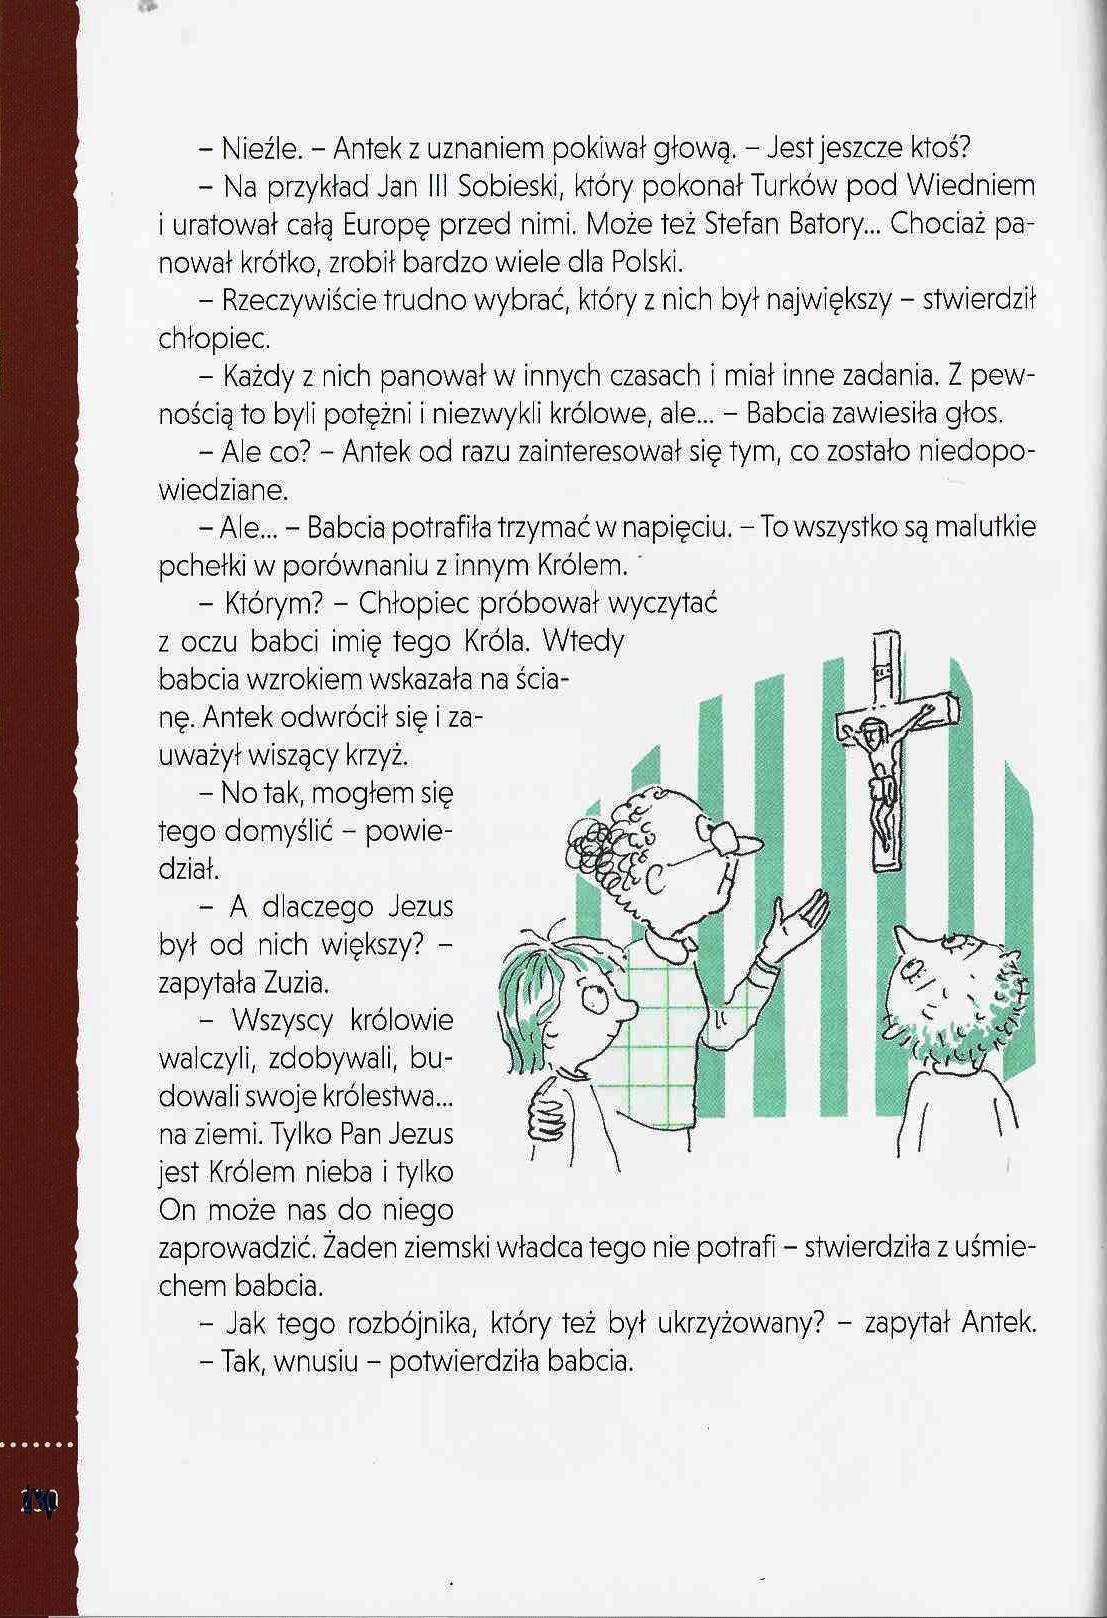 – Nieźle. – Antek z uznaniem pokiwał głową. – Jest jeszcze ktoś?
– Na przykład Jan III Sobieski, który pokonał Turków pod Wiedniem
i uratował całą Europę przed nimi. Może też Stefan Batory... Chociaż pa-
nował krótko, zrobił bardzo wiele dla Polski.
– Rzeczywiście trudno wybrać, który z nich był największy – stwierdził
chłopiec.
– Każdy z nich panował w innych czasach i miał inne zadania. Z pew-
nością to byli potężni i niezwykli królowe, ale... – Babcia zawiesiła głos.
– Ale co? – Antek od razu zainteresował się tym, co zostało niedopo-
wiedziane.
– Ale... – Babcia potrafiła trzymać w napięciu. – To wszystko są malutkie
pchełki w porównaniu z innym Królem.
– Którym? – Chłopiec próbował wyczytać
z oczu babci imię tego Króla. Wtedy
babcia wzrokiem wskazała na ścia-
nę. Antek odwrócił się i za-
uważył wiszący krzyż.
– No tak, mogłem się
tego domyślić – powie-
dział.
– A dlaczego Jezus
był od nich większy? –
zapytała Zuzia.
– Wszyscy królowie
walczyli, zdobywali, bu-
dowali swoje królestwa...
na ziemi. Tylko Pan Jezus
jest Królem nieba i tylko
On może nas do niego
zaprowadzić. Żaden ziemski władca tego nie potrafi – stwierdziła z uśmie-
chem babcia.
– Jak tego rozbójnika, który też był ukrzyżowany? – zapytał Antek.
– Tak, wnusiu – potwierdziła babcia.